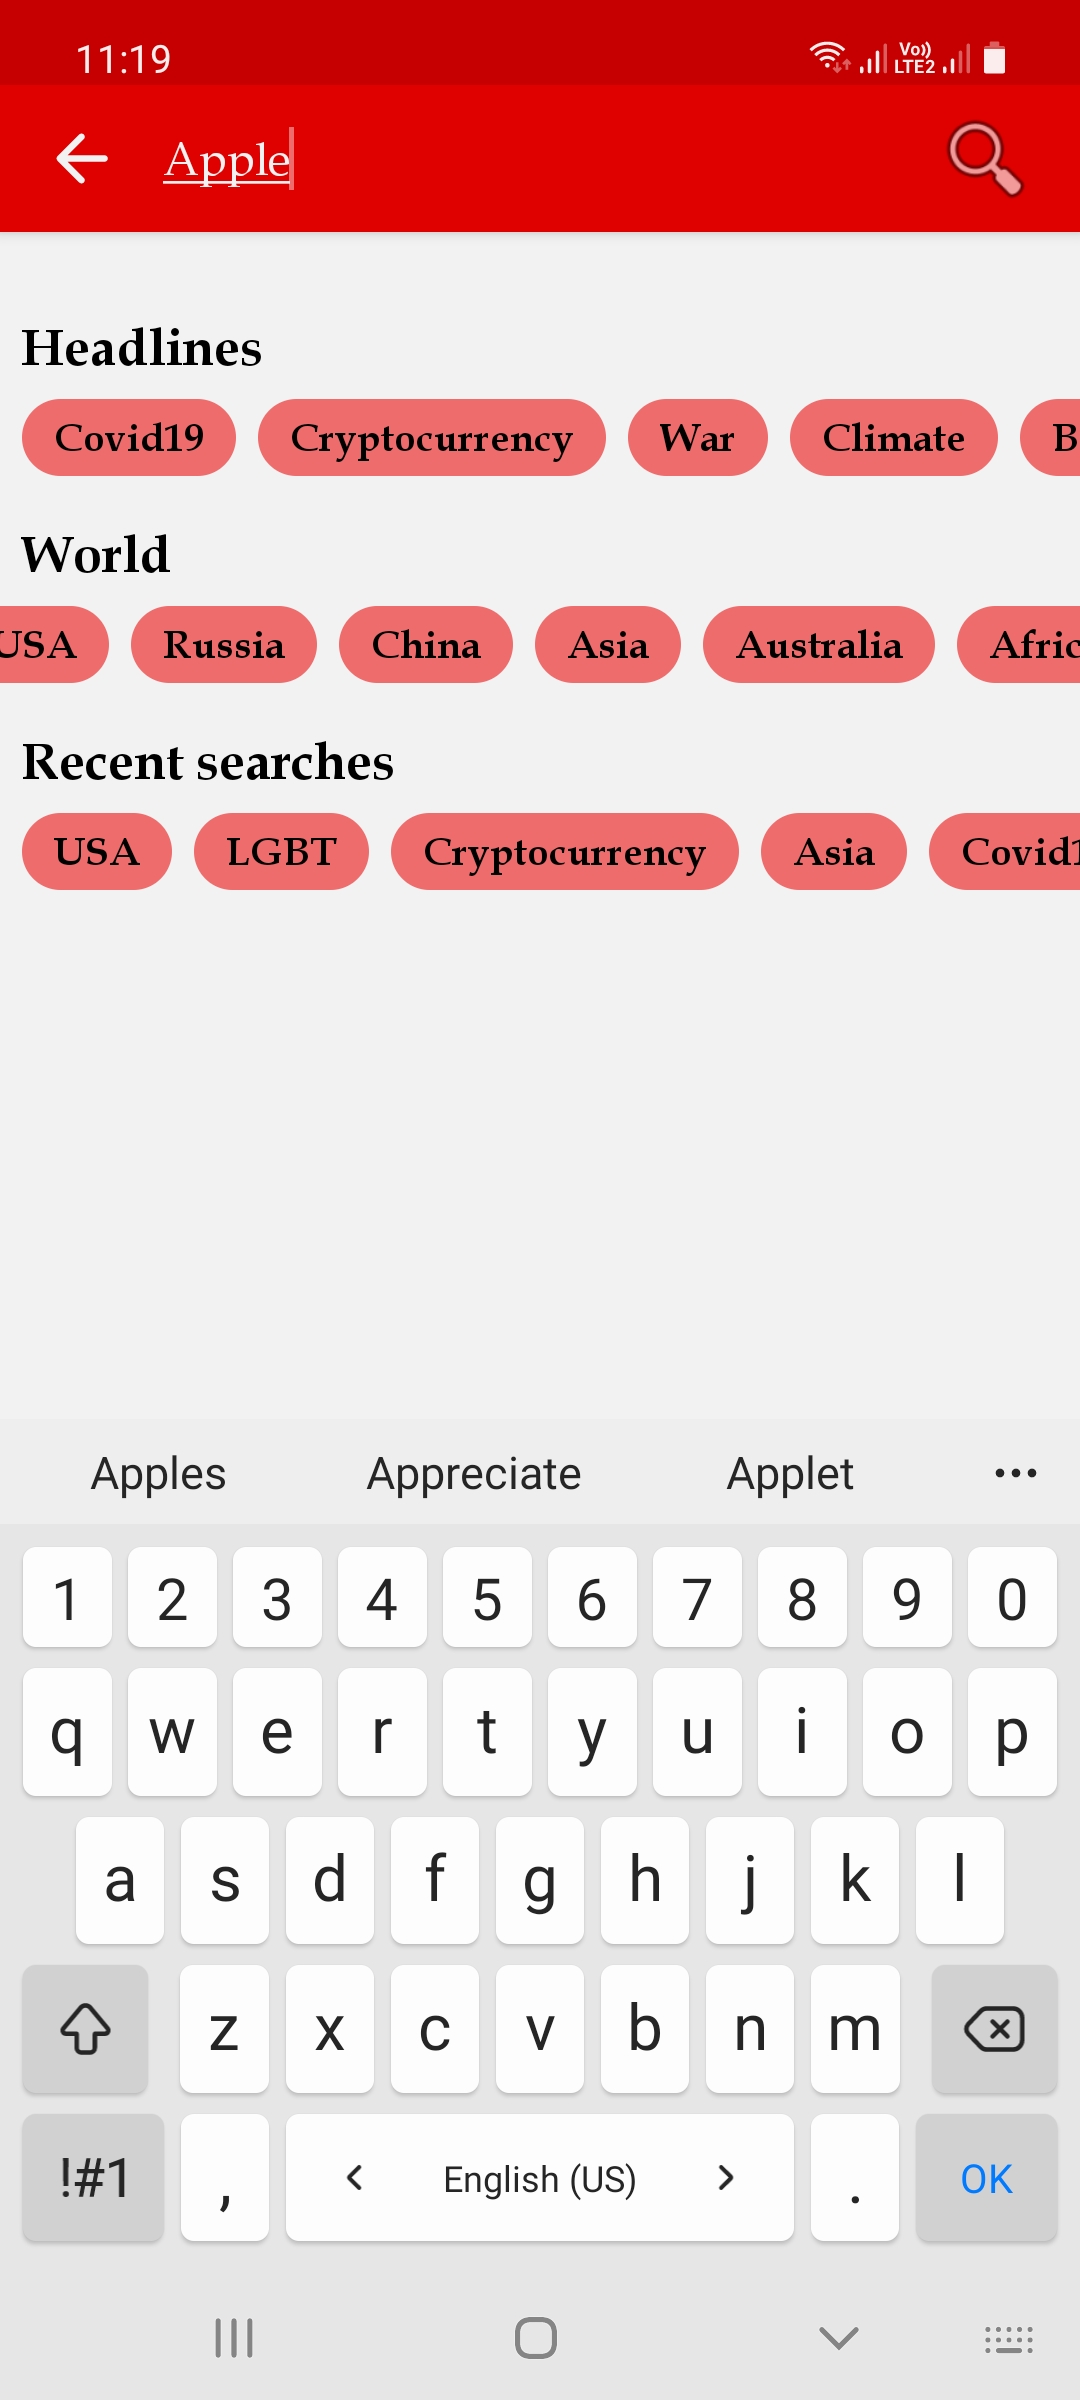 11:19 Vo)) LTE2
Apple
Headlines
Covid19 Cryptocurrency War Climate B
World
USA Russia China Asia Australia Afric
Recent searches
USA LGBT Cryptocurrency Asia Covid1
Apples Appreciate Applet ...
1 2 3 4 5 6 7 8 9 0
q w e r t y u i o p
a s d f g h j k l
z x c v b n m
!#1 , < English (US) > . OK